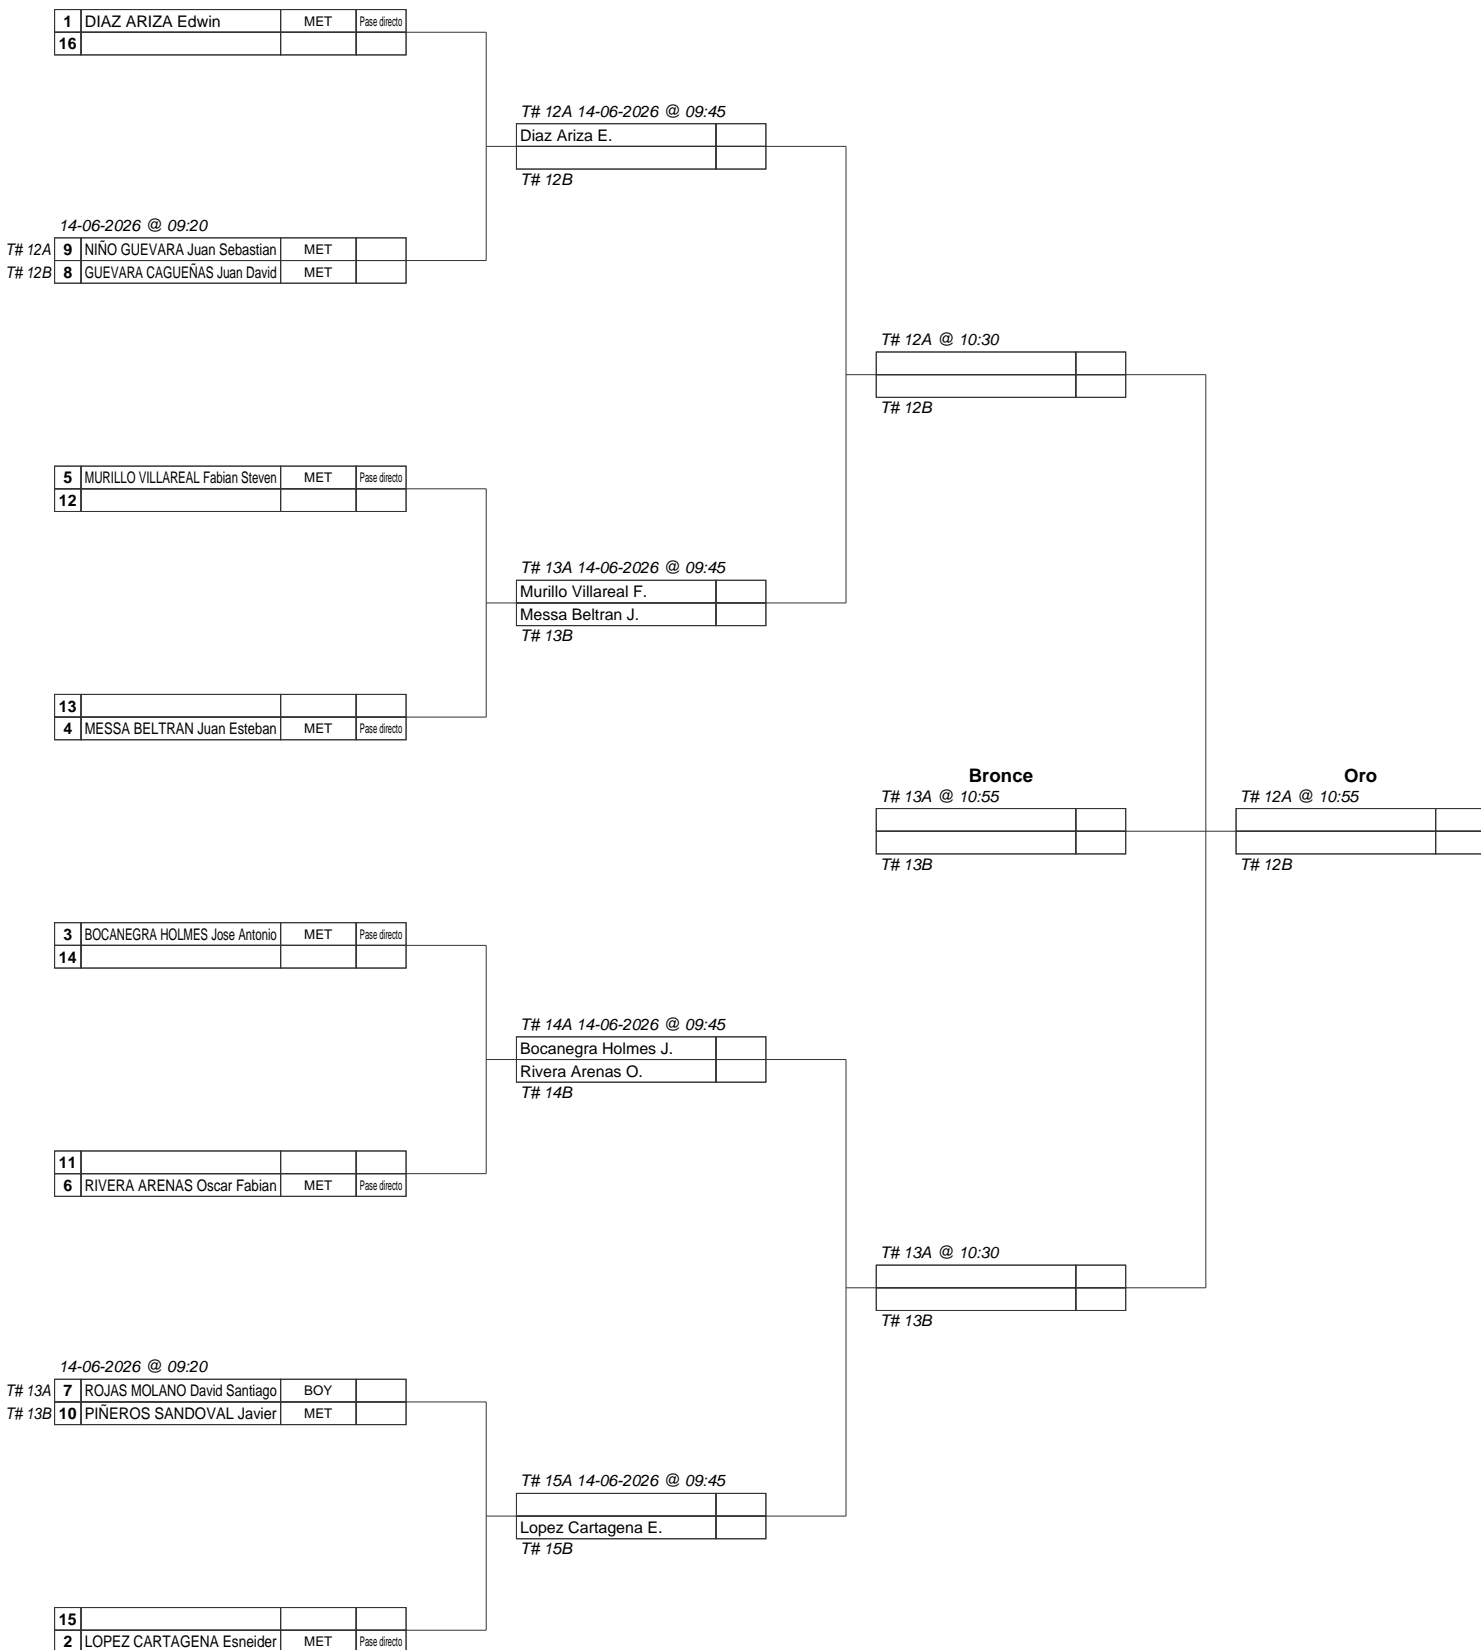 1 DIAZ ARIZA Edwin MET Pase directo
16
T# 12A 14-06-2026 @ 09:45
Diaz Ariza E.
T# 12B
14-06-2026 @ 09:20
T# 12A 9 NIÑO GUEVARA Juan Sebastian MET
T# 12B 8 GUEVARA CAGUEÑAS Juan David MET
T# 12A @ 10:30
T# 12B
5 MURILLO VILLAREAL Fabian Steven MET Pase directo
12
T# 13A 14-06-2026 @ 09:45
Murillo Villareal F.
Messa Beltran J.
T# 13B
13
4 MESSA BELTRAN Juan Esteban MET Pase directo
Bronce Oro
T# 13A @ 10:55 T# 12A @ 10:55
T# 13B T# 12B
3 BOCANEGRA HOLMES Jose Antonio MET Pase directo
14
T# 14A 14-06-2026 @ 09:45
Bocanegra Holmes J.
Rivera Arenas O.
T# 14B
11
6 RIVERA ARENAS Oscar Fabian MET Pase directo
T# 13A @ 10:30
T# 13B
14-06-2026 @ 09:20
T# 13A 7 ROJAS MOLANO David Santiago BOY
T# 13B 10 PIÑEROS SANDOVAL Javier MET
T# 15A 14-06-2026 @ 09:45
Lopez Cartagena E.
T# 15B
15
2 LOPEZ CARTAGENA Esneider MET Pase directo